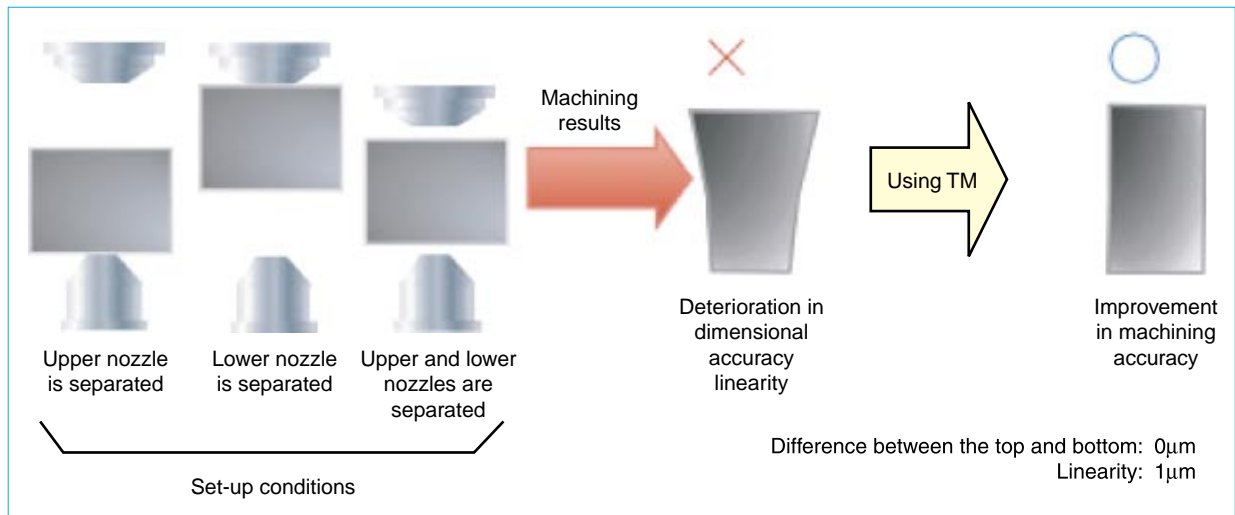 Upper nozzle
is separated
Lower nozzle
is separated
Upper and lower
nozzles are
separated
Set-up conditions
Machining
results
Deterioration in
dimensional
accuracy
linearity
Using TM
Improvement
in machining
accuracy
Difference between the top and bottom: 0μm
Linearity: 1μm